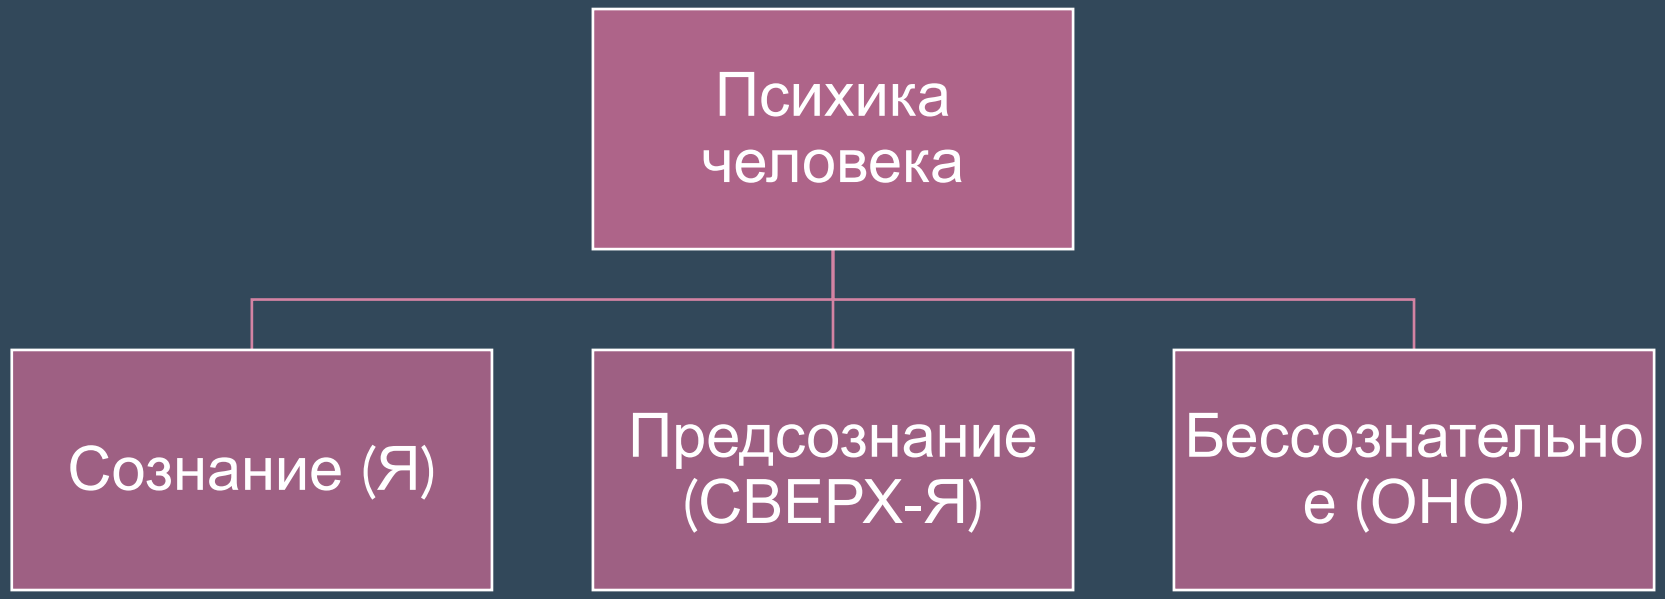 Психика
человека
Сознание (Я)
Предсознание
(СВЕРХ-Я)
Бессознательно
е (ОНО)